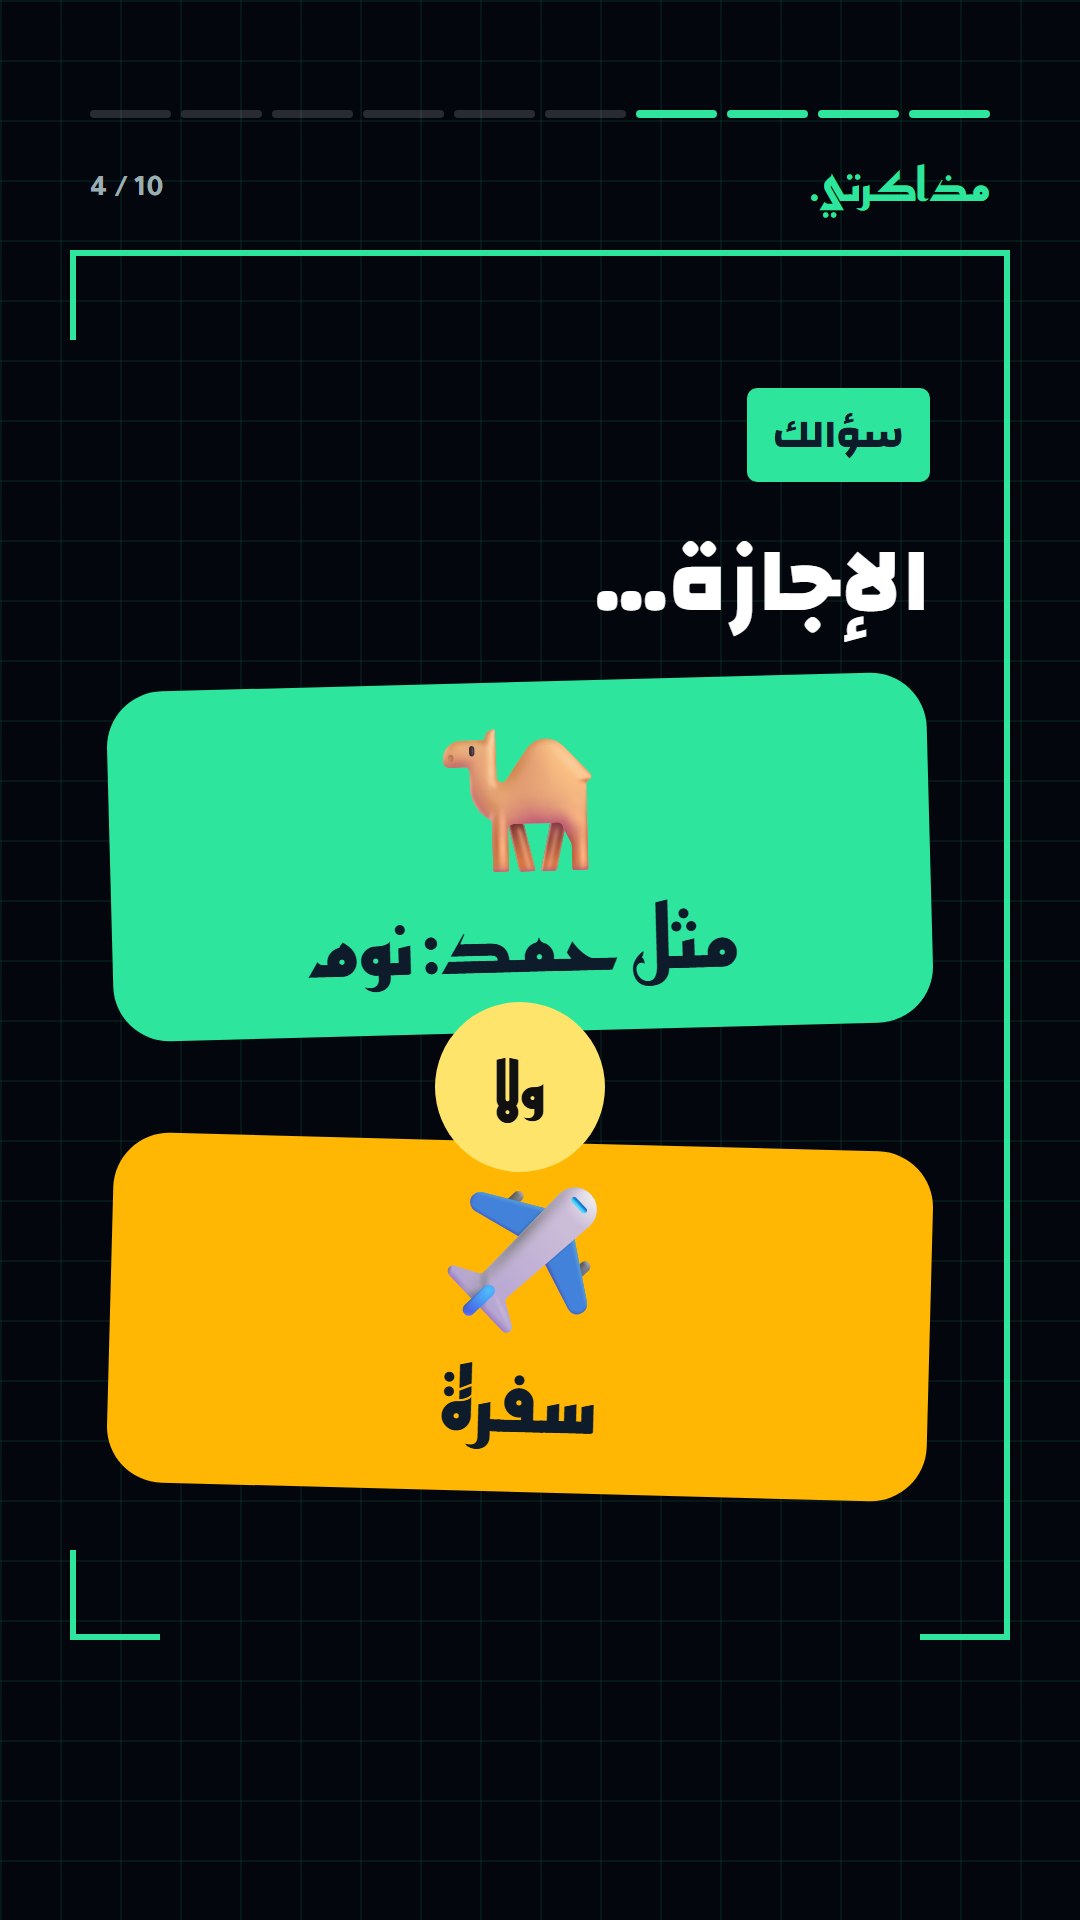 مذاكرتي.
4 / 10
سؤالك
الإجازة...
مثل حمد: نوم
ولا
سفرة